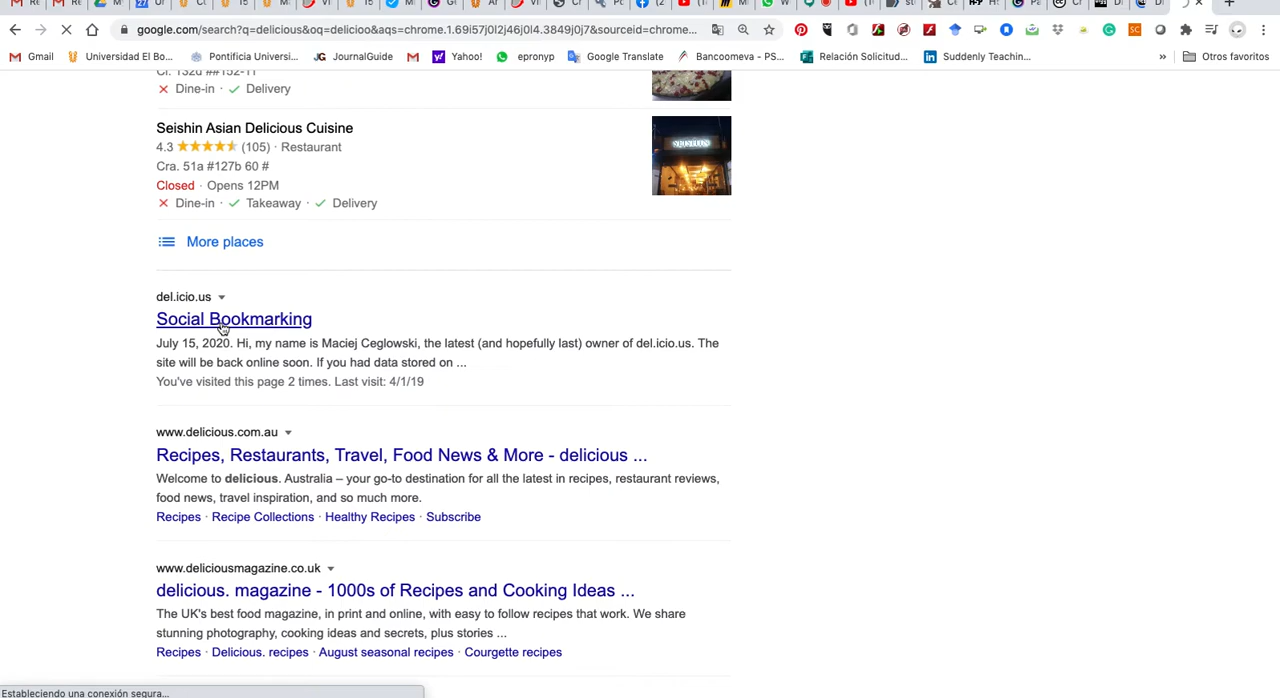 google.com/search?q=delicious&oq=delicioo&aqs=chrome.1.69i57j0l2j46j0l4.3849j0j7&sourceid=chrome...
Gmail Universidad El Bo... Pontificia Universi... JournalGuide Yahoo! epronyp Google Translate Bancoomeva - PS... Relación Solicitud... Suddenly Teachin... » Otros favoritos
Cl. 132d ##152-11
Dine-in · Delivery
Seishin Asian Delicious Cuisine
4.3 (105) · Restaurant
Cra. 51a #127b 60 #
Closed · Opens 12PM
Dine-in · Takeaway · Delivery
SEISHIN
More places
del.icio.us
Social Bookmarking
July 15, 2020. Hi, my name is Maciej Ceglowski, the latest (and hopefully last) owner of del.icio.us. The
site will be back online soon. If you had data stored on ...
You've visited this page 2 times. Last visit: 4/1/19
www.delicious.com.au
Recipes, Restaurants, Travel, Food News & More - delicious ...
Welcome to delicious. Australia – your go-to destination for all the latest in recipes, restaurant reviews,
food news, travel inspiration, and so much more.
Recipes · Recipe Collections · Healthy Recipes · Subscribe
www.deliciousmagazine.co.uk
delicious. magazine - 1000s of Recipes and Cooking Ideas ...
The UK's best food magazine, in print and online, with easy to follow recipes that work. We share
stunning photography, cooking ideas and secrets, plus stories ...
Recipes · Delicious. recipes · August seasonal recipes · Courgette recipes
Estableciendo una conexión segura...